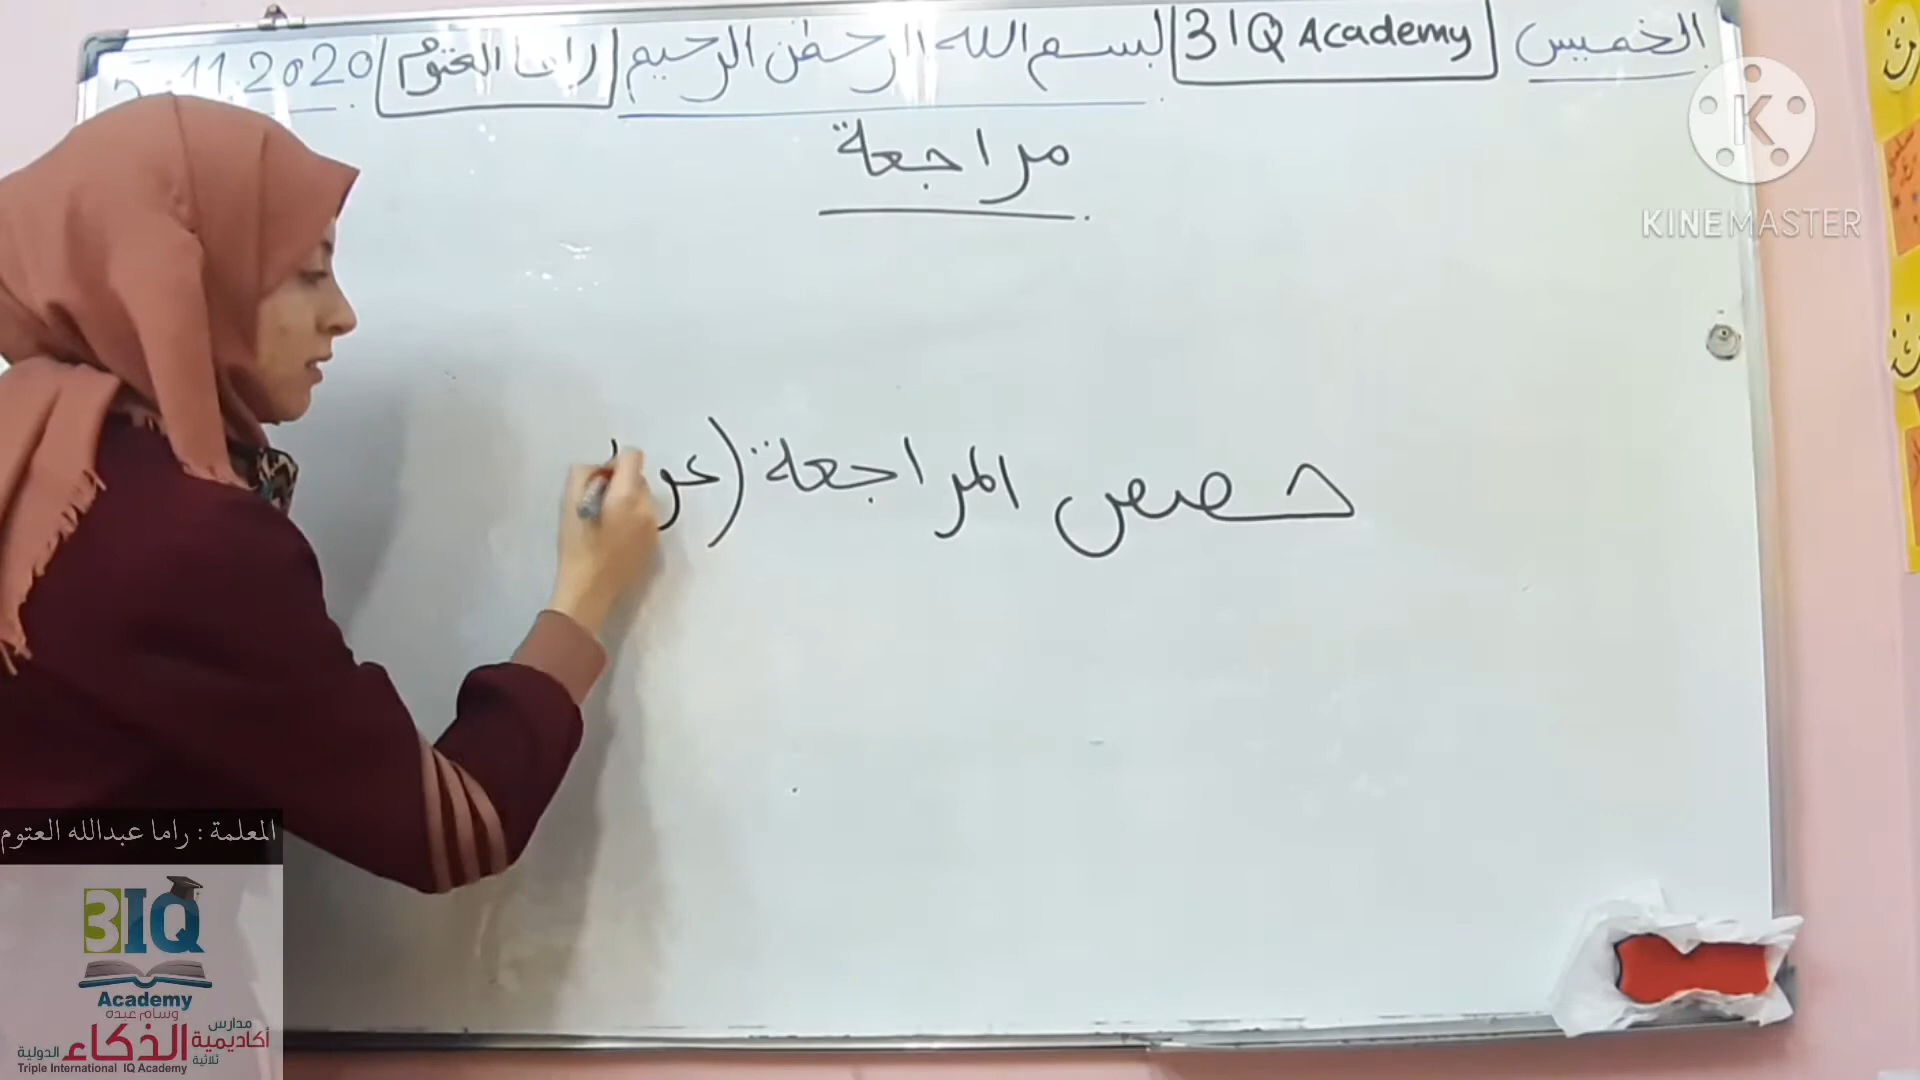 الخميس 3IQ Academy بسم الله الرحمن الرحيم راما العتوم 5.11.2020
مراجعة
حصص المراجعة (عن
KINEMASTER
المعلمة : راما عبدالله العتوم
3IQ
Academy
وسام عبده
مدارس
أكاديمية الذكاء الدولية
ثلاثية
Triple International IQ Academy